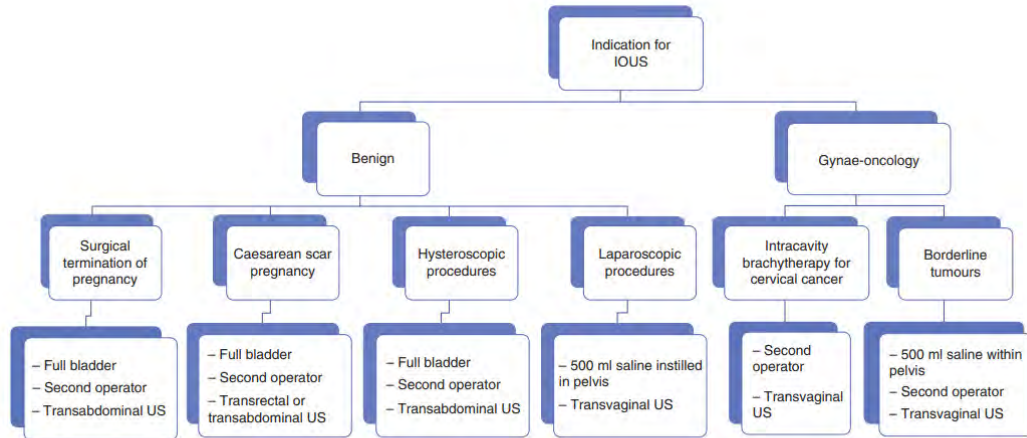 Indication for
IOUS
Benign
Gynae-oncology
Surgical
termination of
pregnancy
Caesarean scar
pregnancy
Hysteroscopic
procedures
Laparoscopic
procedures
Intracavity
brachytherapy for
cervical cancer
Borderline
tumours
– Full bladder
– Second operator
– Transabdominal US
– Full bladder
– Second operator
– Transrectal or
transabdominal US
– Full bladder
– Second operator
– Transabdominal US
– 500 ml saline instilled
in pelvis
– Transvaginal US
– Second
operator
– Transvaginal
US
– 500 ml saline within
pelvis
– Second operator
– Transvaginal US